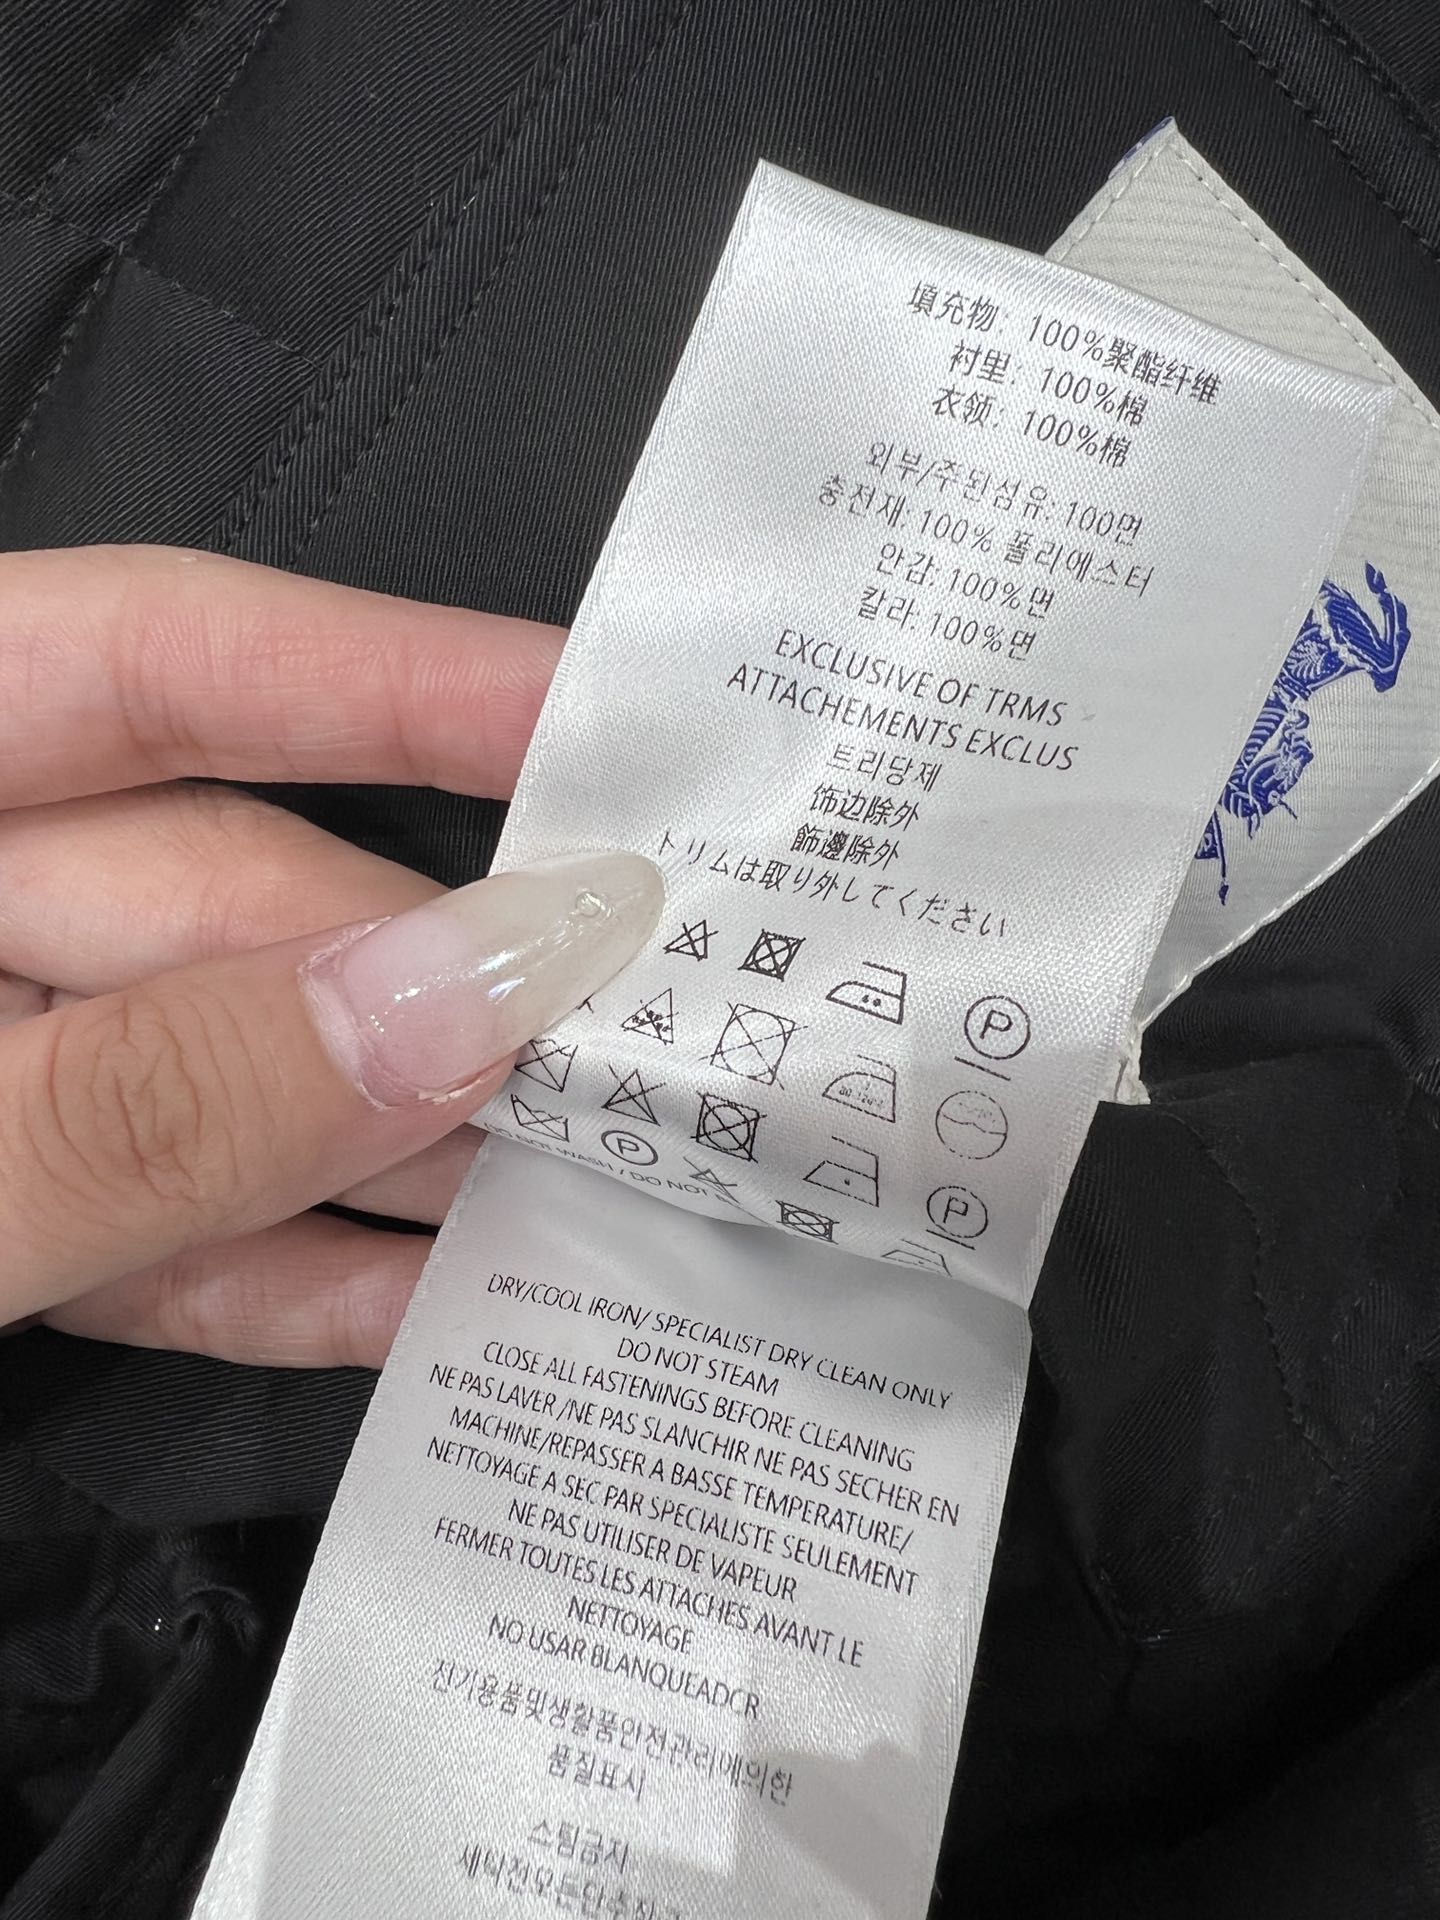 填充物: 100%聚酯纤维
衬里: 100%棉
衣领: 100%棉
외부/주된섬유: 100면
충전재: 100% 폴리에스터
안감: 100%면
칼라: 100%면
EXCLUSIVE OF TRMS
ATTACHEMENTS EXCLUS
트리당제
饰边除外
飾邊除外
トリムは取り外してください
P
P
P
DO NOT WASH / DO NOT
DRY/COOL IRON/ SPECIALIST DRY CLEAN ONLY
DO NOT STEAM
CLOSE ALL FASTENINGS BEFORE CLEANING
NE PAS LAVER /NE PAS SLANCHIR NE PAS SECHER EN
MACHINE/REPASSER A BASSE TEMPERATURE/
NETTOYAGE A SEC PAR SPECIALISTE SEULEMENT
NE PAS UTILISER DE VAPEUR
FERMER TOUTES LES ATTACHES AVANT LE
NETTOYAGE
NO USAR BLANQUEADCR
전기용품및생활품안전관리에의한
품질표시
스팀금지